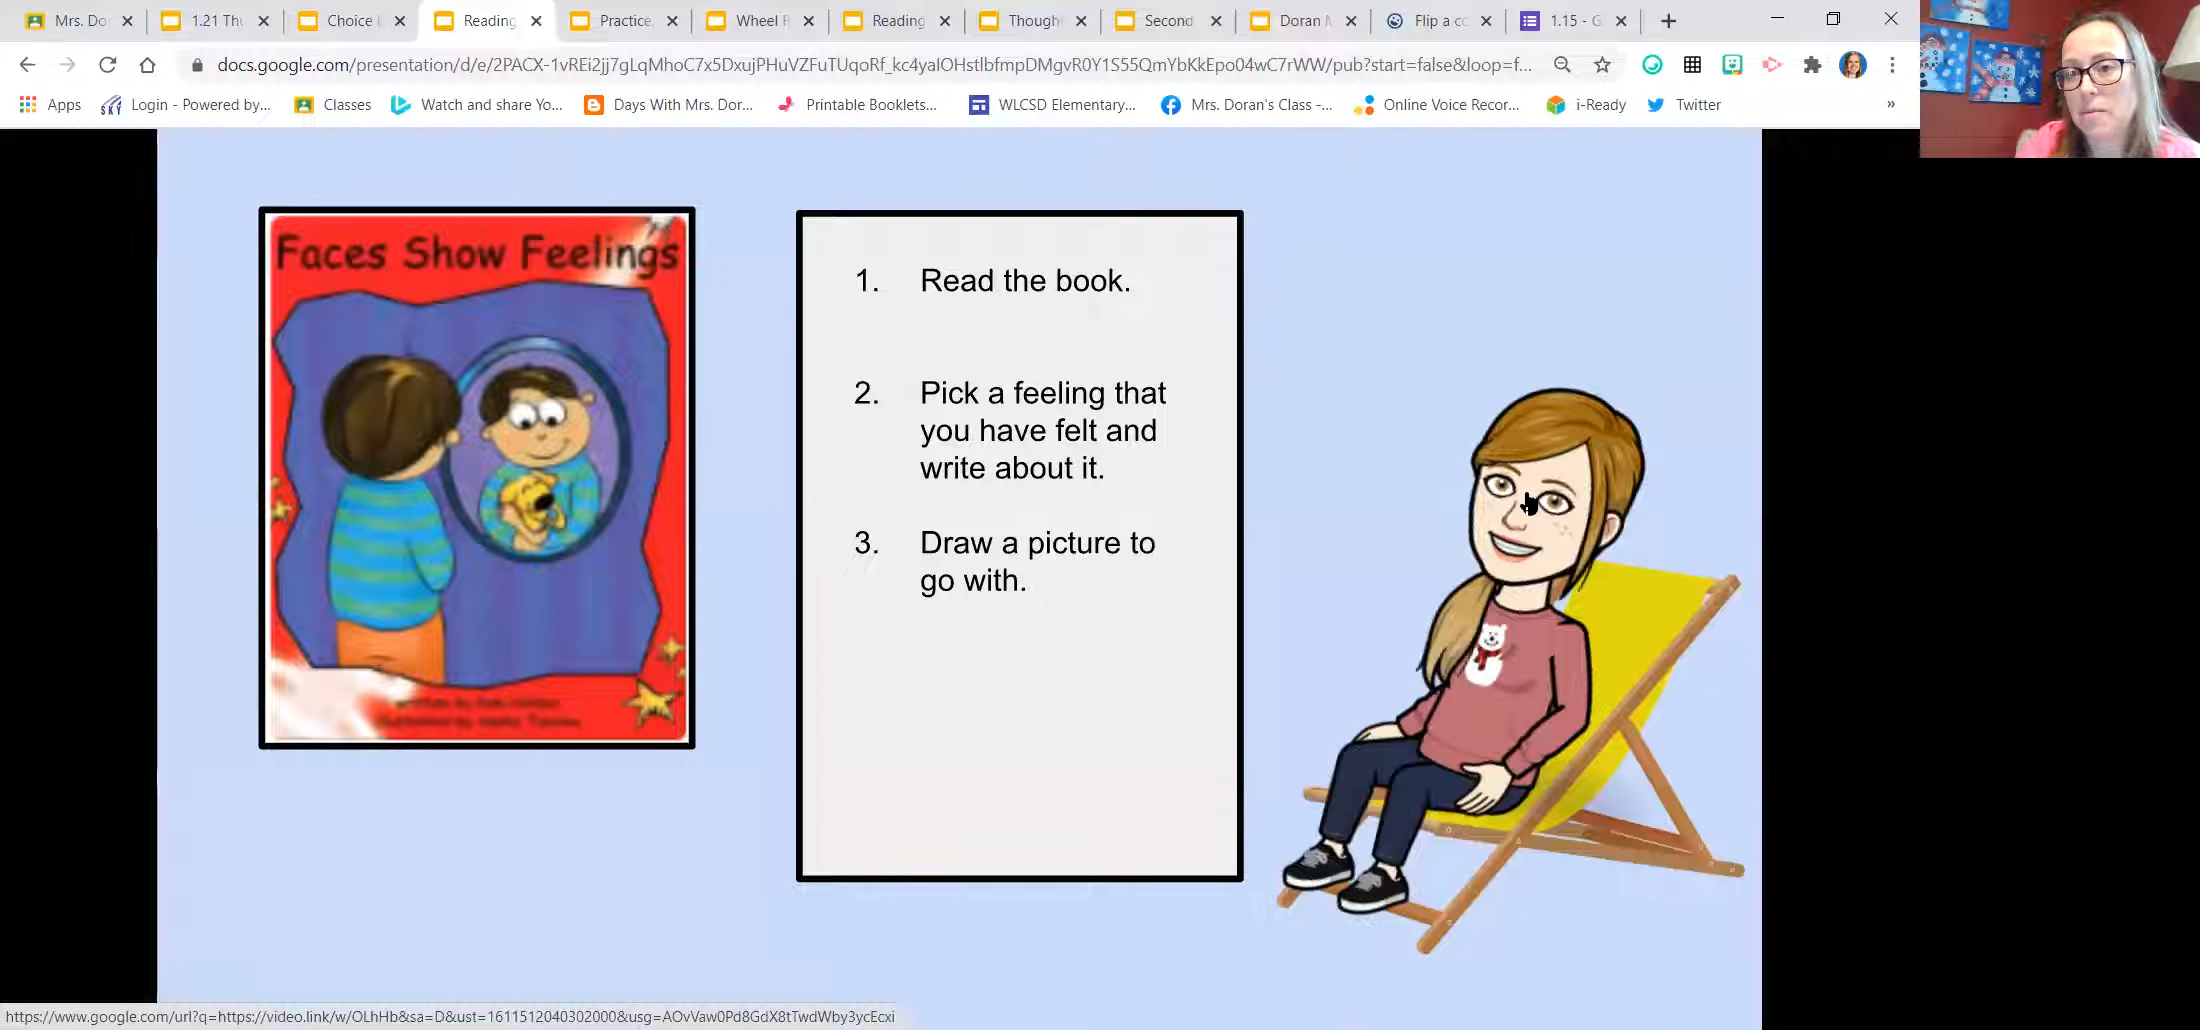 Mrs. Do
1.21 Th
Choice
Reading
Practice,
Wheel F
Reading
Though
Second
Doran M
Flip a co
1.15 - G
docs.google.com/presentation/d/e/2PACX-1vREi2jj7gLqMhoC7x5DxujPHuVZFuTUqoRf_kc4yalOHstlbfmpDMgvR0Y1S55QmYbKkEpo04wC7rWW/pub?start=false&loop=f...
Apps
Login - Powered by...
Classes
Watch and share Yo...
Days With Mrs. Dor...
Printable Booklets...
WLCSD Elementary...
Mrs. Doran's Class -...
Online Voice Recor...
i-Ready
Twitter
»
Faces Show Feelings
1. Read the book.
2. Pick a feeling that
you have felt and
write about it.
3. Draw a picture to
go with.
https://www.google.com/url?q=https://video.link/w/OLhHb&sa=D&ust=1611512040302000&usg=AOvVaw0Pd8GdX8tTwdWby3ycEcxi